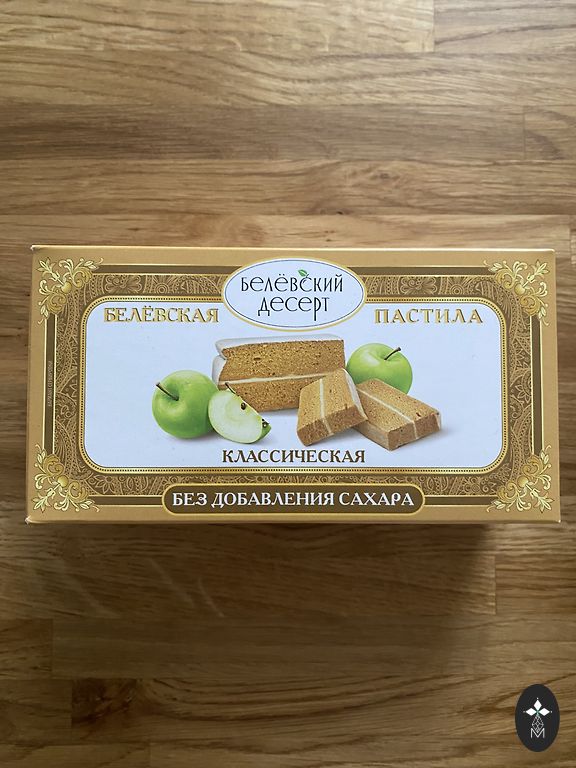 БЕЛЁВСКИЙ
ДЕСЕРТ
БЕЛЁВСКАЯ ПАСТИЛА
КЛАССИЧЕСКАЯ
БЕЗ ДОБАВЛЕНИЯ САХАРА